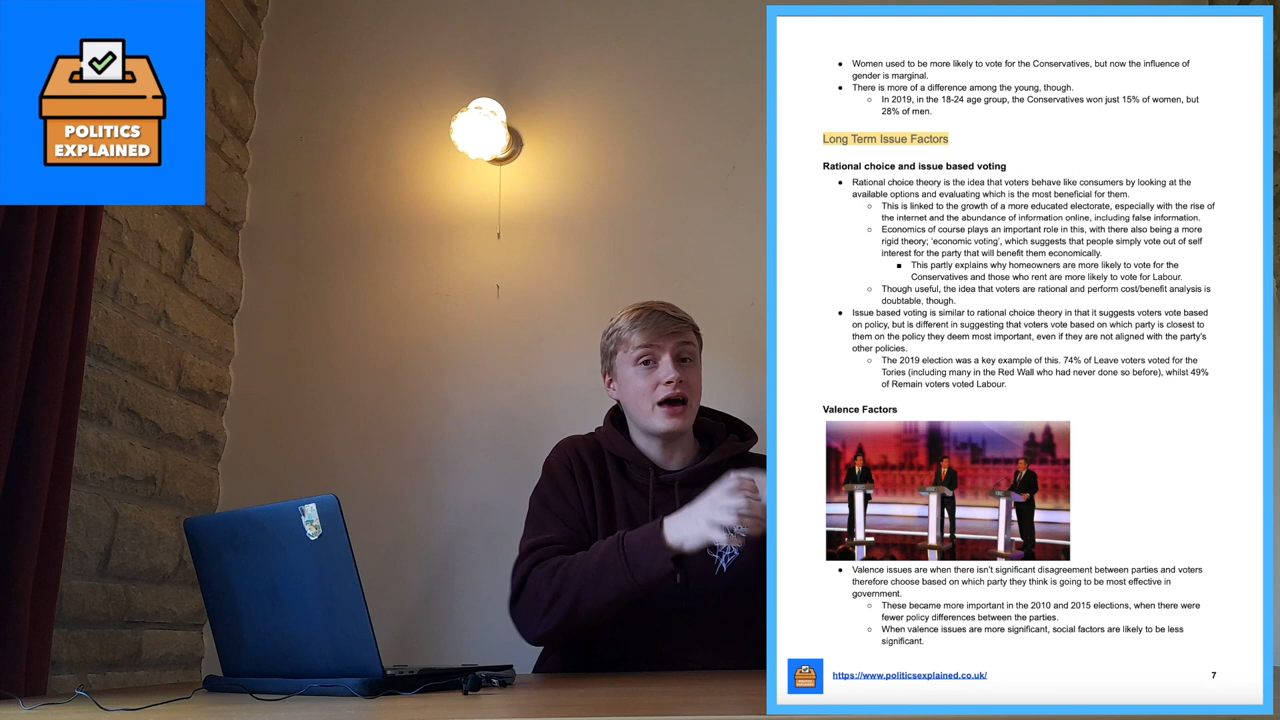 POLITICS
EXPLAINED
● Women used to be more likely to vote for the Conservatives, but now the influence of
gender is marginal.
● There is more of a difference among the young, though.
○ In 2019, in the 18-24 age group, the Conservatives won just 15% of women, but
28% of men.
Long Term Issue Factors
Rational choice and issue based voting
● Rational choice theory is the idea that voters behave like consumers by looking at the
available options and evaluating which is the most beneficial for them.
○ This is linked to the growth of a more educated electorate, especially with the rise of
the internet and the abundance of information online, including false information.
○ Economics of course plays an important role in this, with there also being a more
rigid theory; ‘economic voting’, which suggests that people simply vote out of self
interest for the party that will benefit them economically.
■ This partly explains why homeowners are more likely to vote for the
Conservatives and those who rent are more likely to vote for Labour.
○ Though useful, the idea that voters are rational and perform cost/benefit analysis is
doubtable, though.
● Issue based voting is similar to rational choice theory in that it suggests voters vote based
on policy, but is different in suggesting that voters vote based on which party is closest to
them on the policy they deem most important, even if they are not aligned with the party’s
other policies.
○ The 2019 election was a key example of this. 74% of Leave voters voted for the
Tories (including many in the Red Wall who had never done so before), whilst 49%
of Remain voters voted Labour.
Valence Factors
● Valence issues are when there isn’t significant disagreement between parties and voters
therefore choose based on which party they think is going to be most effective in
government.
○ These became more important in the 2010 and 2015 elections, when there were
fewer policy differences between the parties.
○ When valence issues are more significant, social factors are likely to be less
significant.
https://www.politicsexplained.co.uk/
7